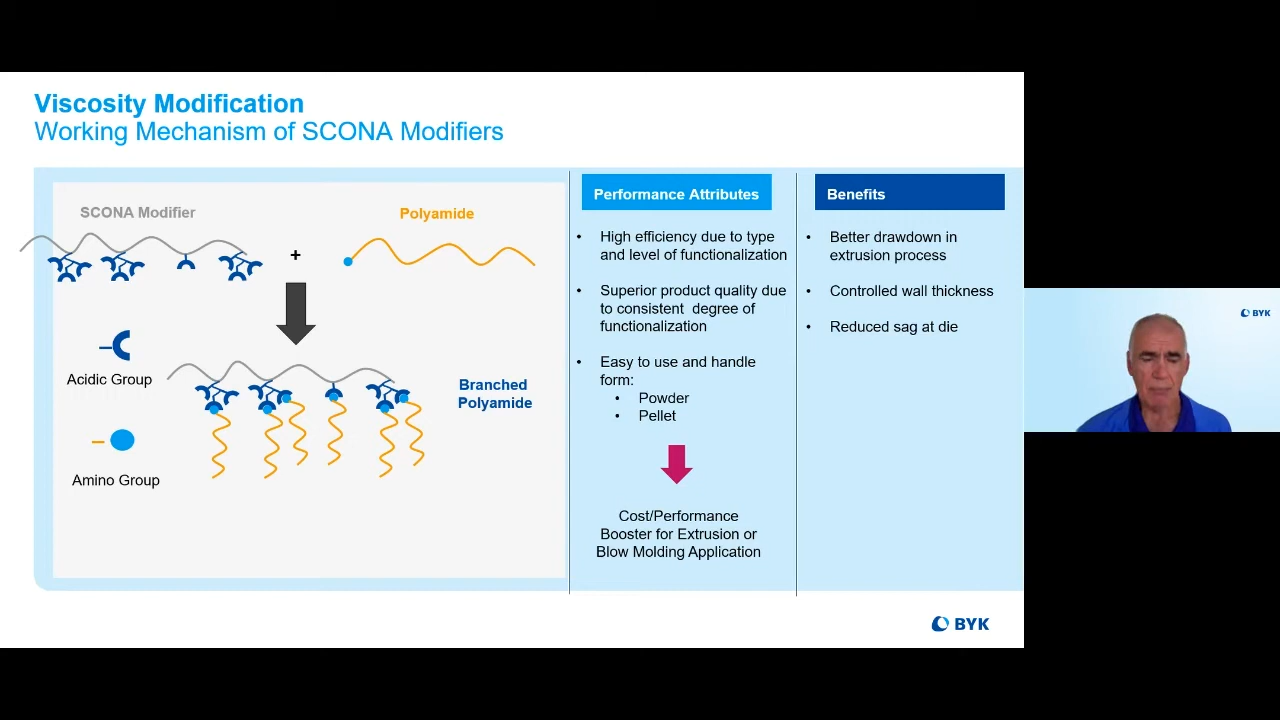 Viscosity Modification
Working Mechanism of SCONA Modifiers
SCONA Modifier
Polyamide
+
Acidic Group
Branched
Polyamide
Amino Group
Performance Attributes
• High efficiency due to type
and level of functionalization
• Superior product quality due
to consistent degree of
functionalization
• Easy to use and handle
form:
• Powder
• Pellet
Cost/Performance
Booster for Extrusion or
Blow Molding Application
Benefits
• Better drawdown in
extrusion process
• Controlled wall thickness
• Reduced sag at die
BYK
BYK